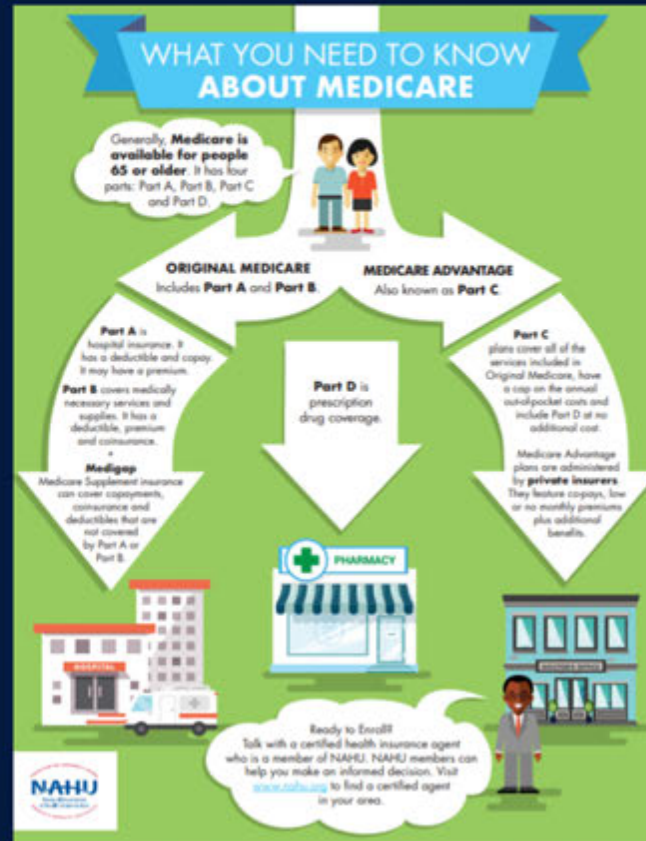 WHAT YOU NEED TO KNOW
ABOUT MEDICARE
Generally, Medicare is
available for people
65 or older. It has four
parts: Part A, Part B, Part C
and Part D.
ORIGINAL MEDICARE
Includes Part A and Part B.
MEDICARE ADVANTAGE
Also known as Part C.
Part A is
hospital insurance. It
has a deductible and copay.
It may have a premium.
Part B covers medically
necessary services and
supplies. It has a
deductible, premium
and coinsurance.
+
Medigap
Medicare Supplement insurance
can cover copayments,
coinsurance and
deductibles that are
not covered
by Part A or
Part B.
Part D is
prescription
drug coverage.
Part C
plans cover all of the
services included in
Original Medicare, have
a cap on the annual
out-of-pocket costs and
include Part D at no
additional cost.
Medicare Advantage
plans are administered
by private insurers.
They feature co-pays, low
or no monthly premiums
plus additional
benefits.
PHARMACY
HOSPITAL
DOCTOR'S OFFICE
Ready to Enroll?
Talk with a certified health insurance agent
who is a member of NAHU. NAHU members can
help you make an informed decision. Visit
www.nahu.org to find a certified agent
in your area.
NAHU